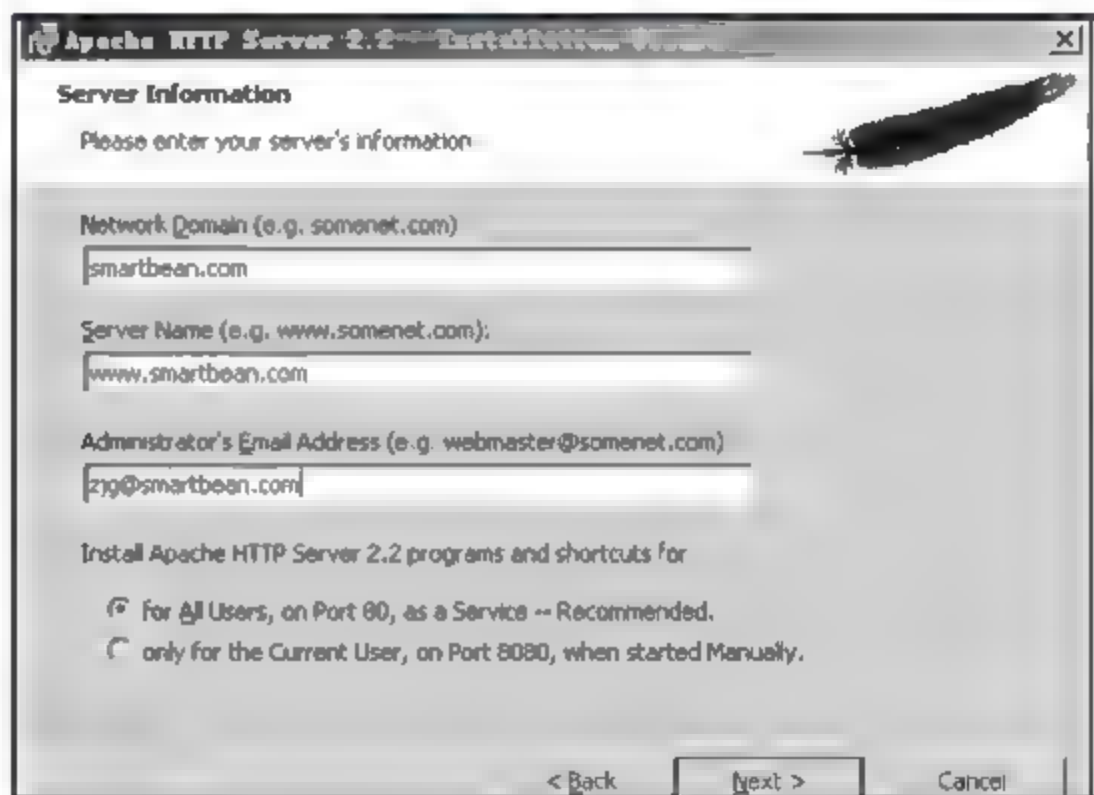 Apache HTTP Server 2.2 - Installation
Server Information
Please enter your server's information
Network Domain (e.g. somenet.com)
smartbean.com
Server Name (e.g. www.somenet.com):
www.smartbean.com
Administrator's Email Address (e.g. webmaster@somenet.com)
zjg@smartbean.com
Install Apache HTTP Server 2.2 programs and shortcuts for
for All Users, on Port 80, as a Service -- Recommended.
only for the Current User, on Port 8080, when started Manually.
< Back Next > Cancel